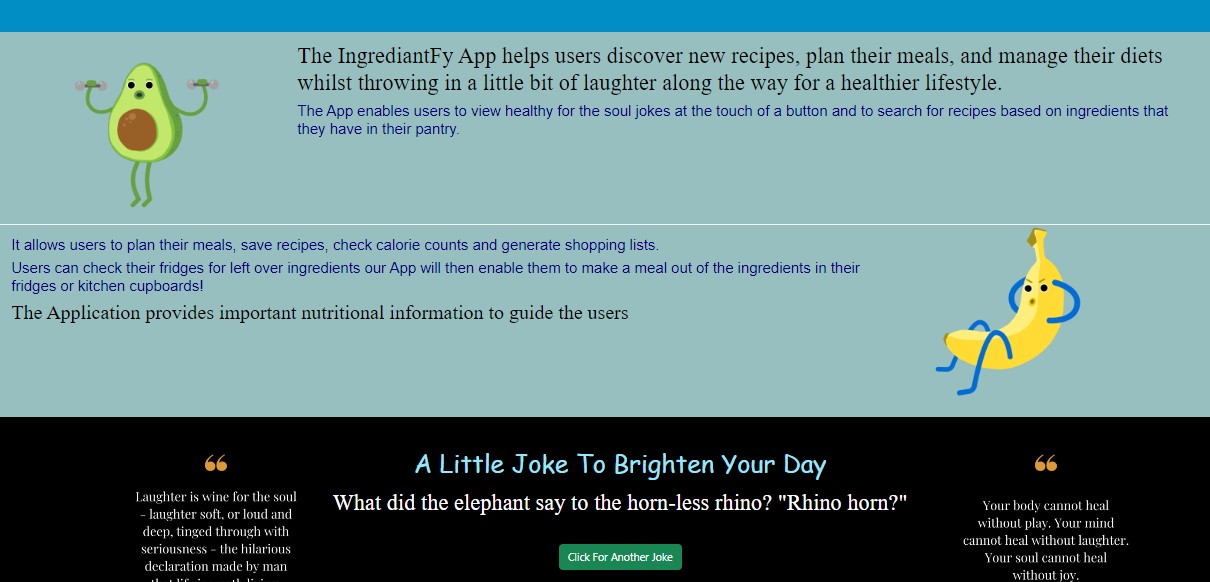 The IngrediantFy App helps users discover new recipes, plan their meals, and manage their diets
whilst throwing in a little bit of laughter along the way for a healthier lifestyle.
The App enables users to view healthy for the soul jokes at the touch of a button and to search for recipes based on ingredients that
they have in their pantry.
It allows users to plan their meals, save recipes, check calorie counts and generate shopping lists.
Users can check their fridges for left over ingredients our App will then enable them to make a meal out of the ingredients in their
fridges or kitchen cupboards!
The Application provides important nutritional information to guide the users
❝
Laughter is wine for the soul
- laughter soft, or loud and
deep, tinged through with
seriousness - the hilarious
declaration made by man
A Little Joke To Brighten Your Day
What did the elephant say to the horn-less rhino? "Rhino horn?"
Click For Another Joke
❝
Your body cannot heal
without play. Your mind
cannot heal without laughter.
Your soul cannot heal
without joy.